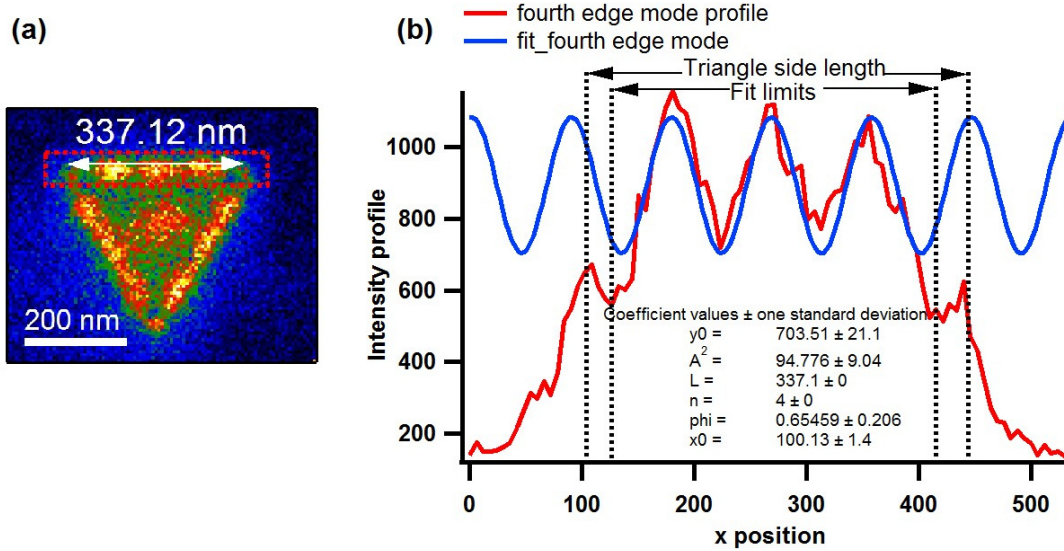 (a)
337.12 nm
200 nm
(b)
fourth edge mode profile
fit_fourth edge mode
Triangle side length
Fit limits
Intensity profile
1000
800
600
400
200
Coefficient values ± one standard deviation
y0 = 703.51 ± 21.1
A² = 94.776 ± 9.04
L = 337.1 ± 0
n = 4 ± 0
phi = 0.65459 ± 0.206
x0 = 100.13 ± 1.4
0 100 200 300 400 500
x position